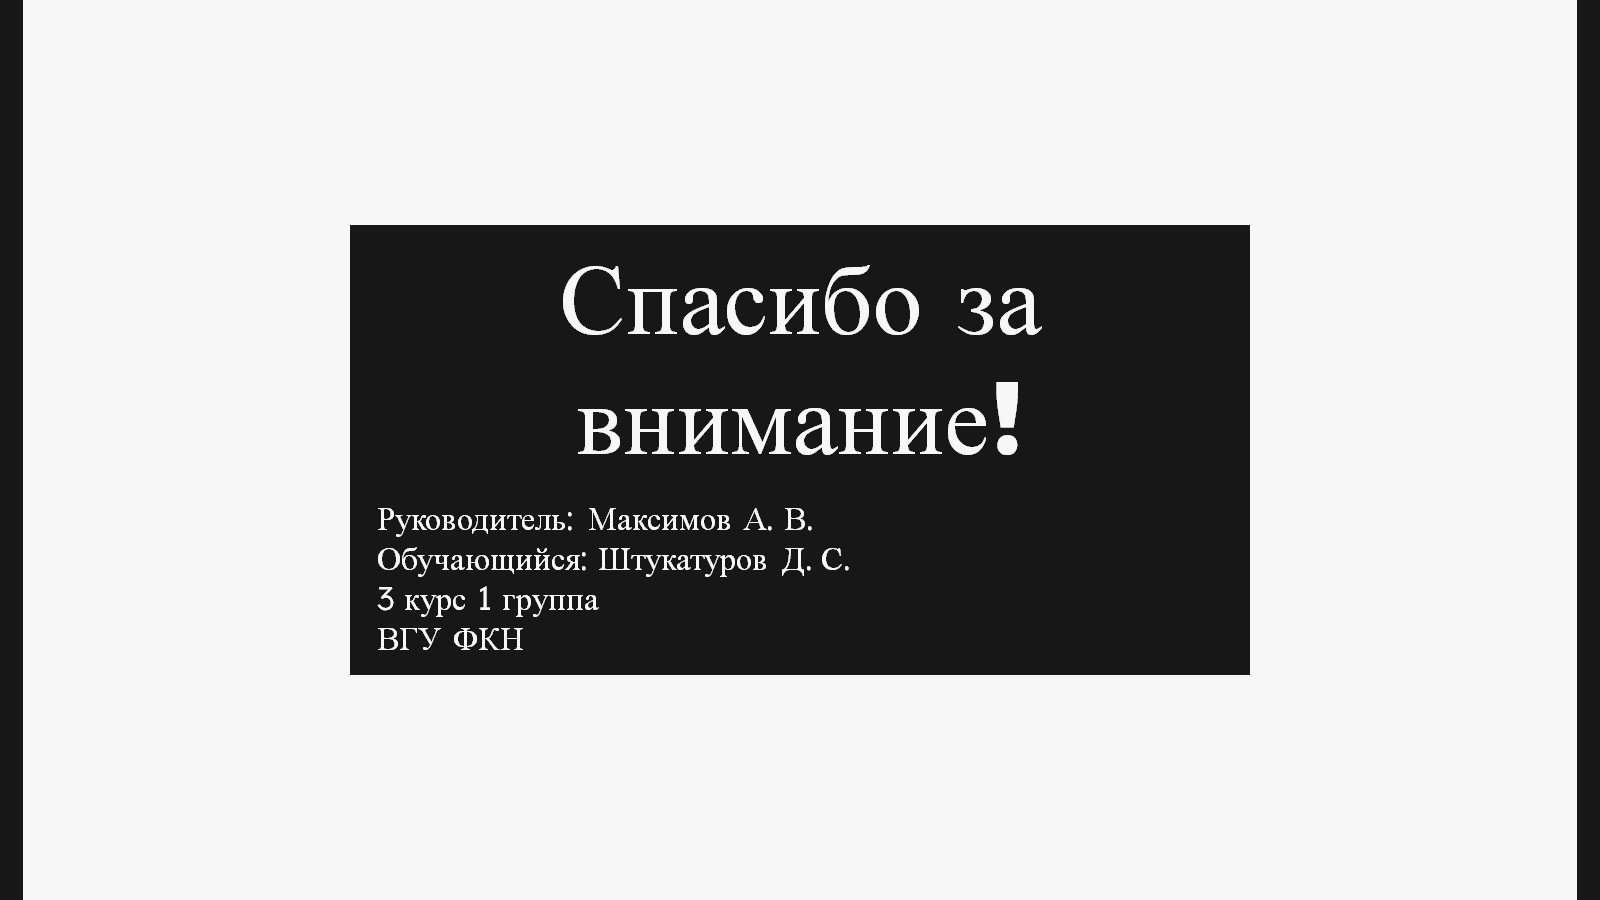 Спасибо за
внимание!
Руководитель: Максимов А. В.
Обучающийся: Штукатуров Д. С.
3 курс 1 группа
ВГУ ФКН